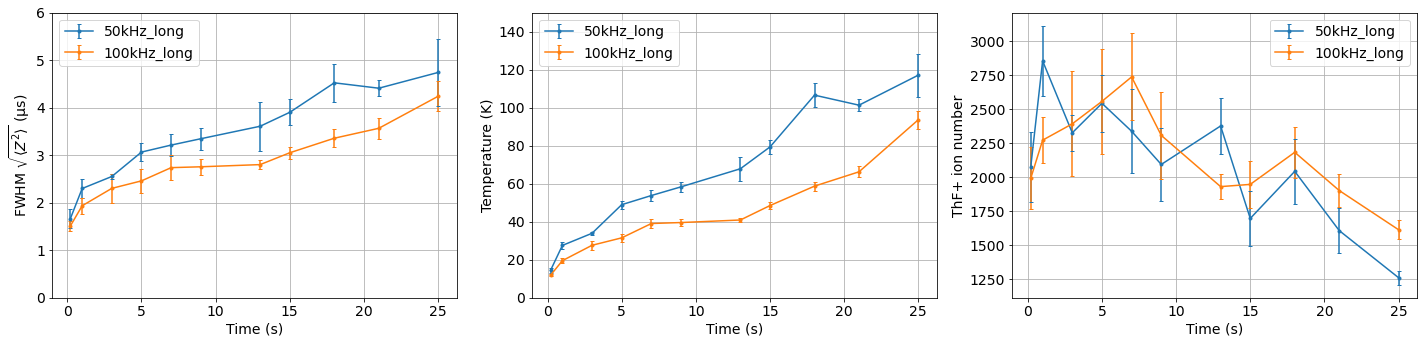 FWHM √⟨Z²⟩ (μs)
6
5
4
3
2
1
0
50kHz_long
100kHz_long
0 5 10 15 20 25
Time (s)
Temperature (K)
140
120
100
80
60
40
20
0
50kHz_long
100kHz_long
0 5 10 15 20 25
Time (s)
ThF+ ion number
3000
2750
2500
2250
2000
1750
1500
1250
50kHz_long
100kHz_long
0 5 10 15 20 25
Time (s)